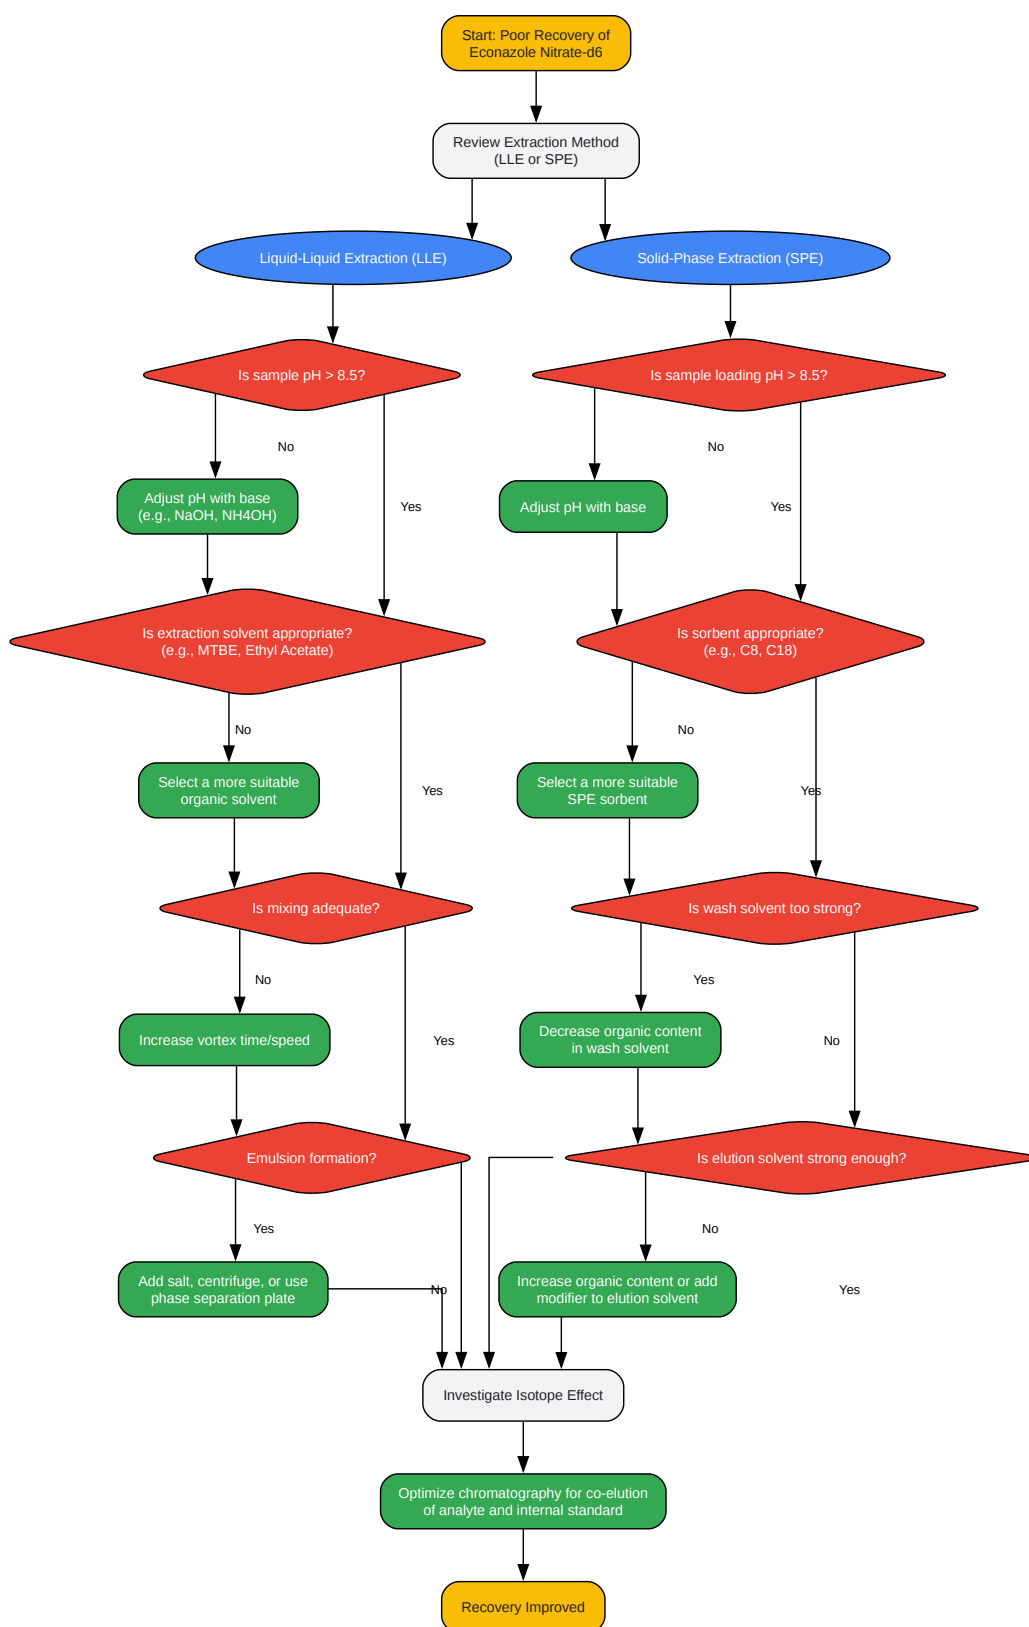 Start: Poor Recovery of
Econazole Nitrate-d6
Review Extraction Method
(LLE or SPE)
Liquid-Liquid Extraction (LLE)
Solid-Phase Extraction (SPE)
Is sample pH > 8.5?
Is sample loading pH > 8.5?
No
No
Adjust pH with base
(e.g., NaOH, NH4OH)
Yes
Adjust pH with base
Yes
Is extraction solvent appropriate?
(e.g., MTBE, Ethyl Acetate)
Is sorbent appropriate?
(e.g., C8, C18)
No
No
Select a more suitable
organic solvent
Yes
Select a more suitable
SPE sorbent
Yes
Is mixing adequate?
Is wash solvent too strong?
No
Yes
Increase vortex time/speed
Yes
Decrease organic content
in wash solvent
No
Emulsion formation?
Is elution solvent strong enough?
Yes
No
Add salt, centrifuge, or use
phase separation plate
No
Increase organic content or add
modifier to elution solvent
Yes
Investigate Isotope Effect
Optimize chromatography for co-elution
of analyte and internal standard
Recovery Improved